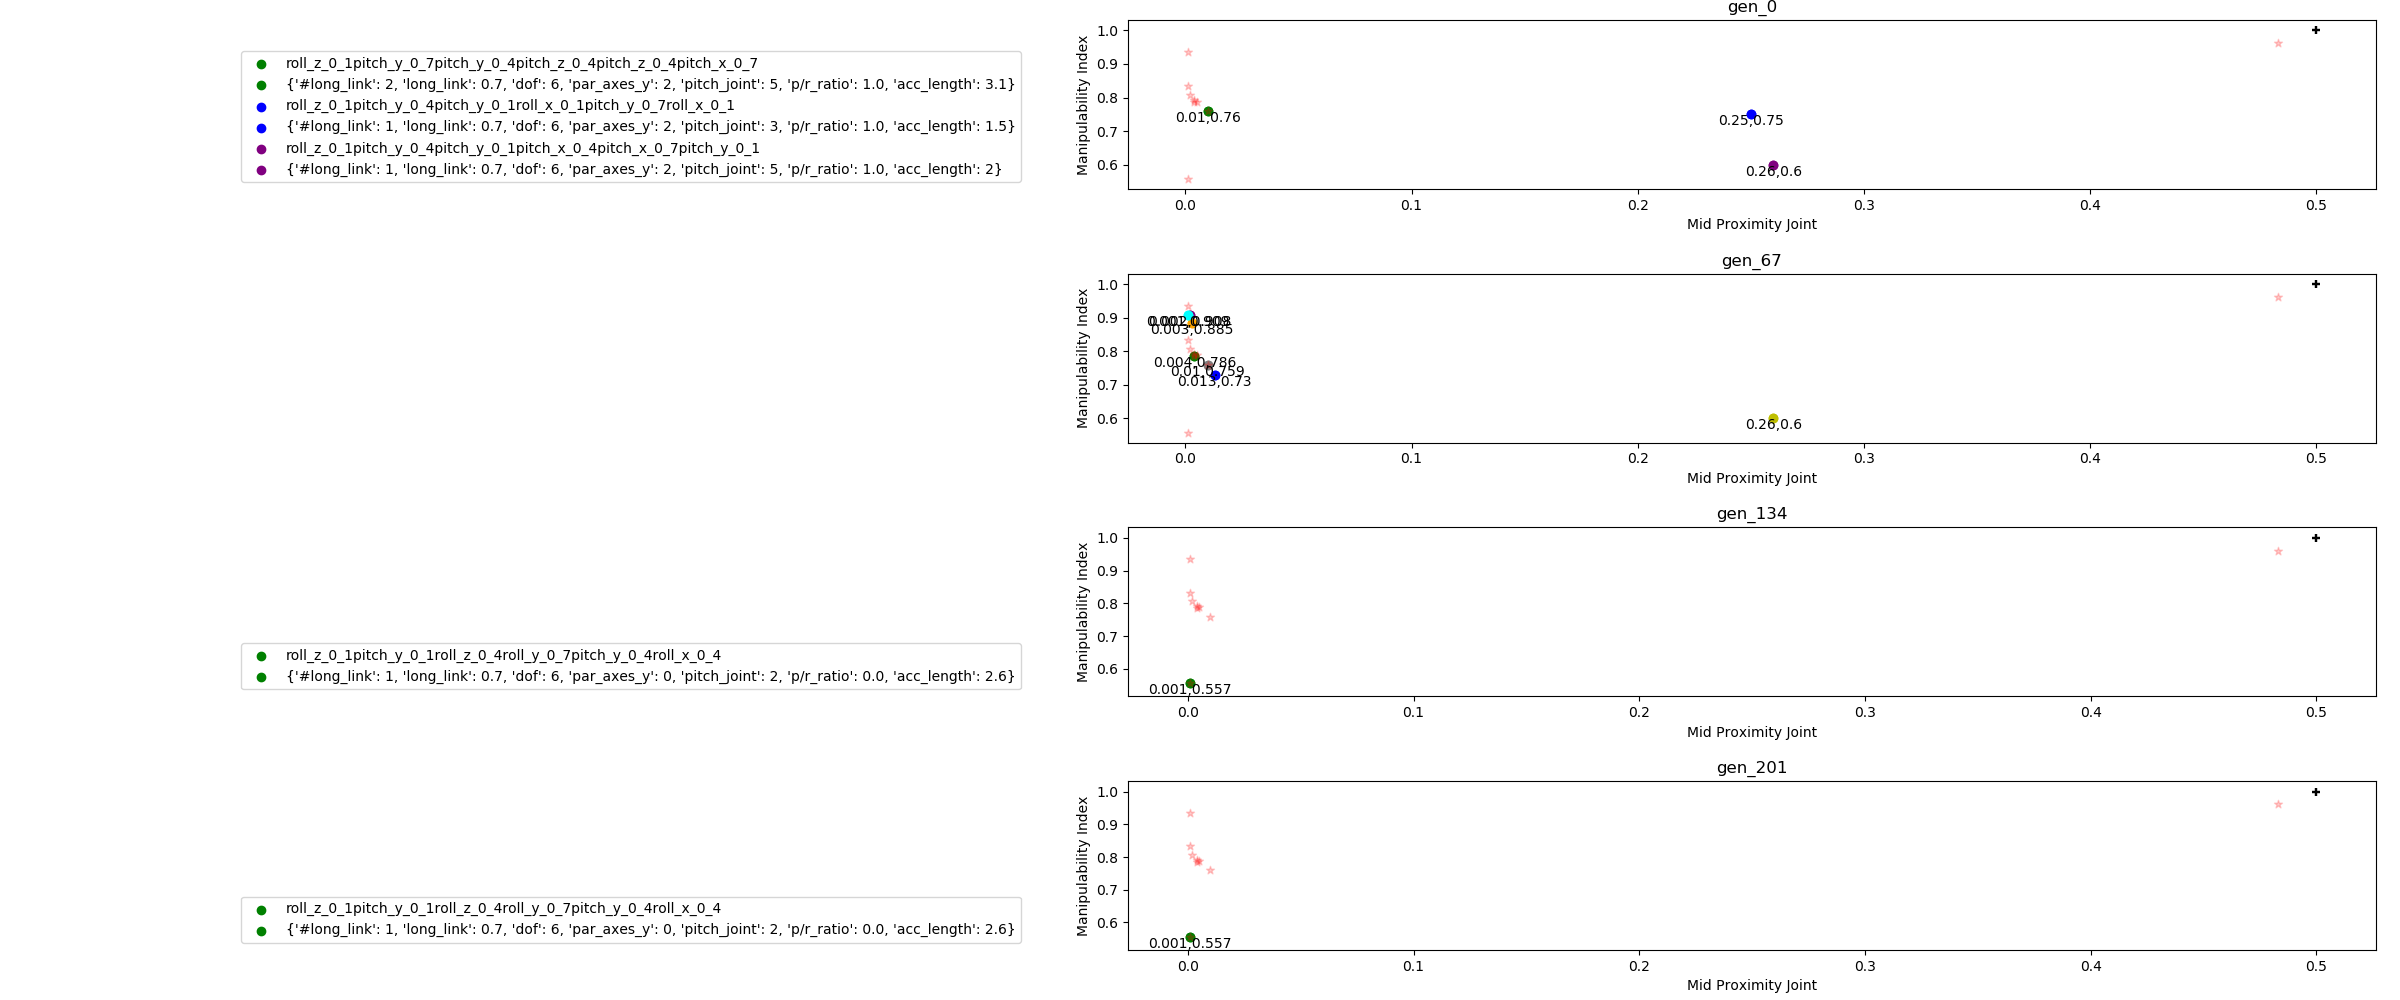 roll_z_0_1pitch_y_0_7pitch_y_0_4pitch_z_0_4pitch_z_0_4pitch_x_0_7
{'#long_link': 2, 'long_link': 0.7, 'dof': 6, 'par_axes_y': 2, 'pitch_joint': 5, 'p/r_ratio': 1.0, 'acc_length': 3.1}
roll_z_0_1pitch_y_0_4pitch_y_0_1roll_x_0_1pitch_y_0_7roll_x_0_1
{'#long_link': 1, 'long_link': 0.7, 'dof': 6, 'par_axes_y': 2, 'pitch_joint': 3, 'p/r_ratio': 1.0, 'acc_length': 1.5}
roll_z_0_1pitch_y_0_4pitch_y_0_1pitch_x_0_4pitch_x_0_7pitch_y_0_1
{'#long_link': 1, 'long_link': 0.7, 'dof': 6, 'par_axes_y': 2, 'pitch_joint': 5, 'p/r_ratio': 1.0, 'acc_length': 2}
gen_0
Manipulability Index
1.0
0.9
0.8
0.7
0.6
0.01,0.76
0.25,0.75
0.26,0.6
0.0 0.1 0.2 0.3 0.4 0.5
Mid Proximity Joint
gen_67
Manipulability Index
1.0
0.9
0.8
0.7
0.6
0.003,0.885
0.004,0.786
0.01,0.759
0.013,0.73
0.26,0.6
0.0 0.1 0.2 0.3 0.4 0.5
Mid Proximity Joint
roll_z_0_1pitch_y_0_1roll_z_0_4roll_y_0_7pitch_y_0_4roll_x_0_4
{'#long_link': 1, 'long_link': 0.7, 'dof': 6, 'par_axes_y': 0, 'pitch_joint': 2, 'p/r_ratio': 0.0, 'acc_length': 2.6}
gen_134
Manipulability Index
1.0
0.9
0.8
0.7
0.6
0.001,0.557
0.0 0.1 0.2 0.3 0.4 0.5
Mid Proximity Joint
roll_z_0_1pitch_y_0_1roll_z_0_4roll_y_0_7pitch_y_0_4roll_x_0_4
{'#long_link': 1, 'long_link': 0.7, 'dof': 6, 'par_axes_y': 0, 'pitch_joint': 2, 'p/r_ratio': 0.0, 'acc_length': 2.6}
gen_201
Manipulability Index
1.0
0.9
0.8
0.7
0.6
0.001,0.557
0.0 0.1 0.2 0.3 0.4 0.5
Mid Proximity Joint